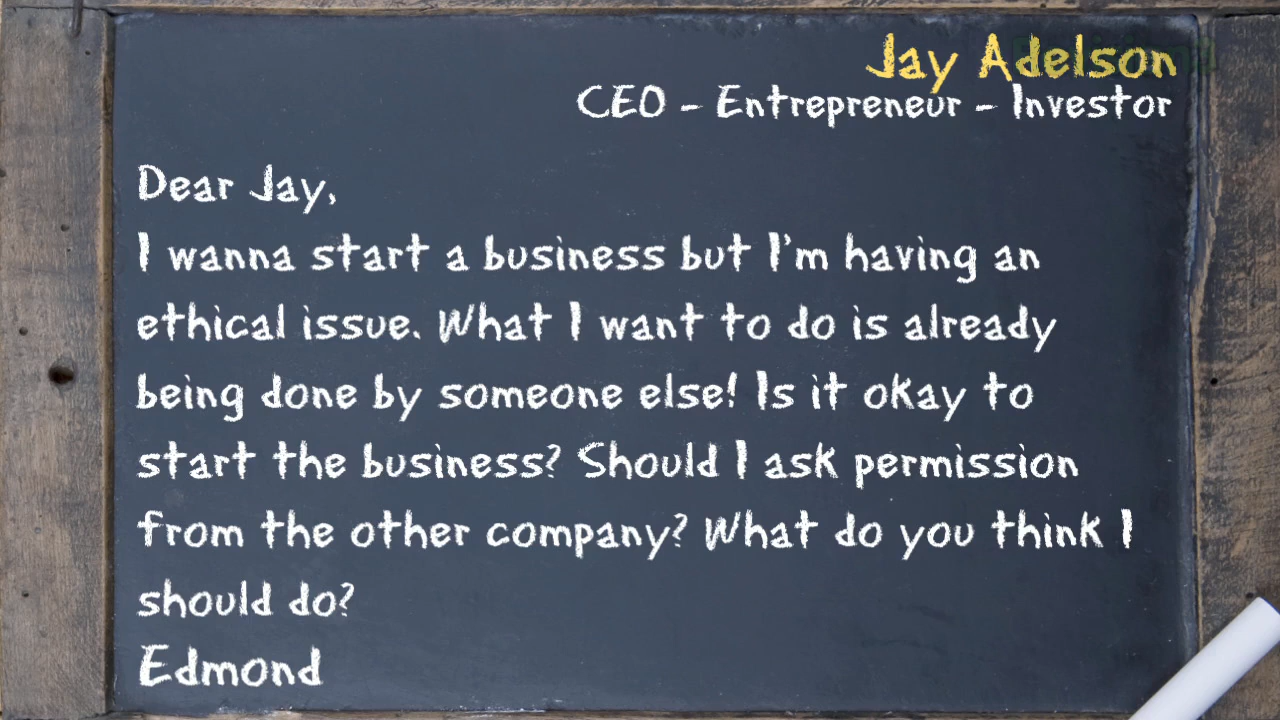 Jay Adelson
CEO - Entrepreneur - Investor
Dear Jay,
I wanna start a business but I'm having an
ethical issue. What I want to do is already
being done by someone else! Is it okay to
start the business? Should I ask permission
from the other company? What do you think I
should do?
Edmond